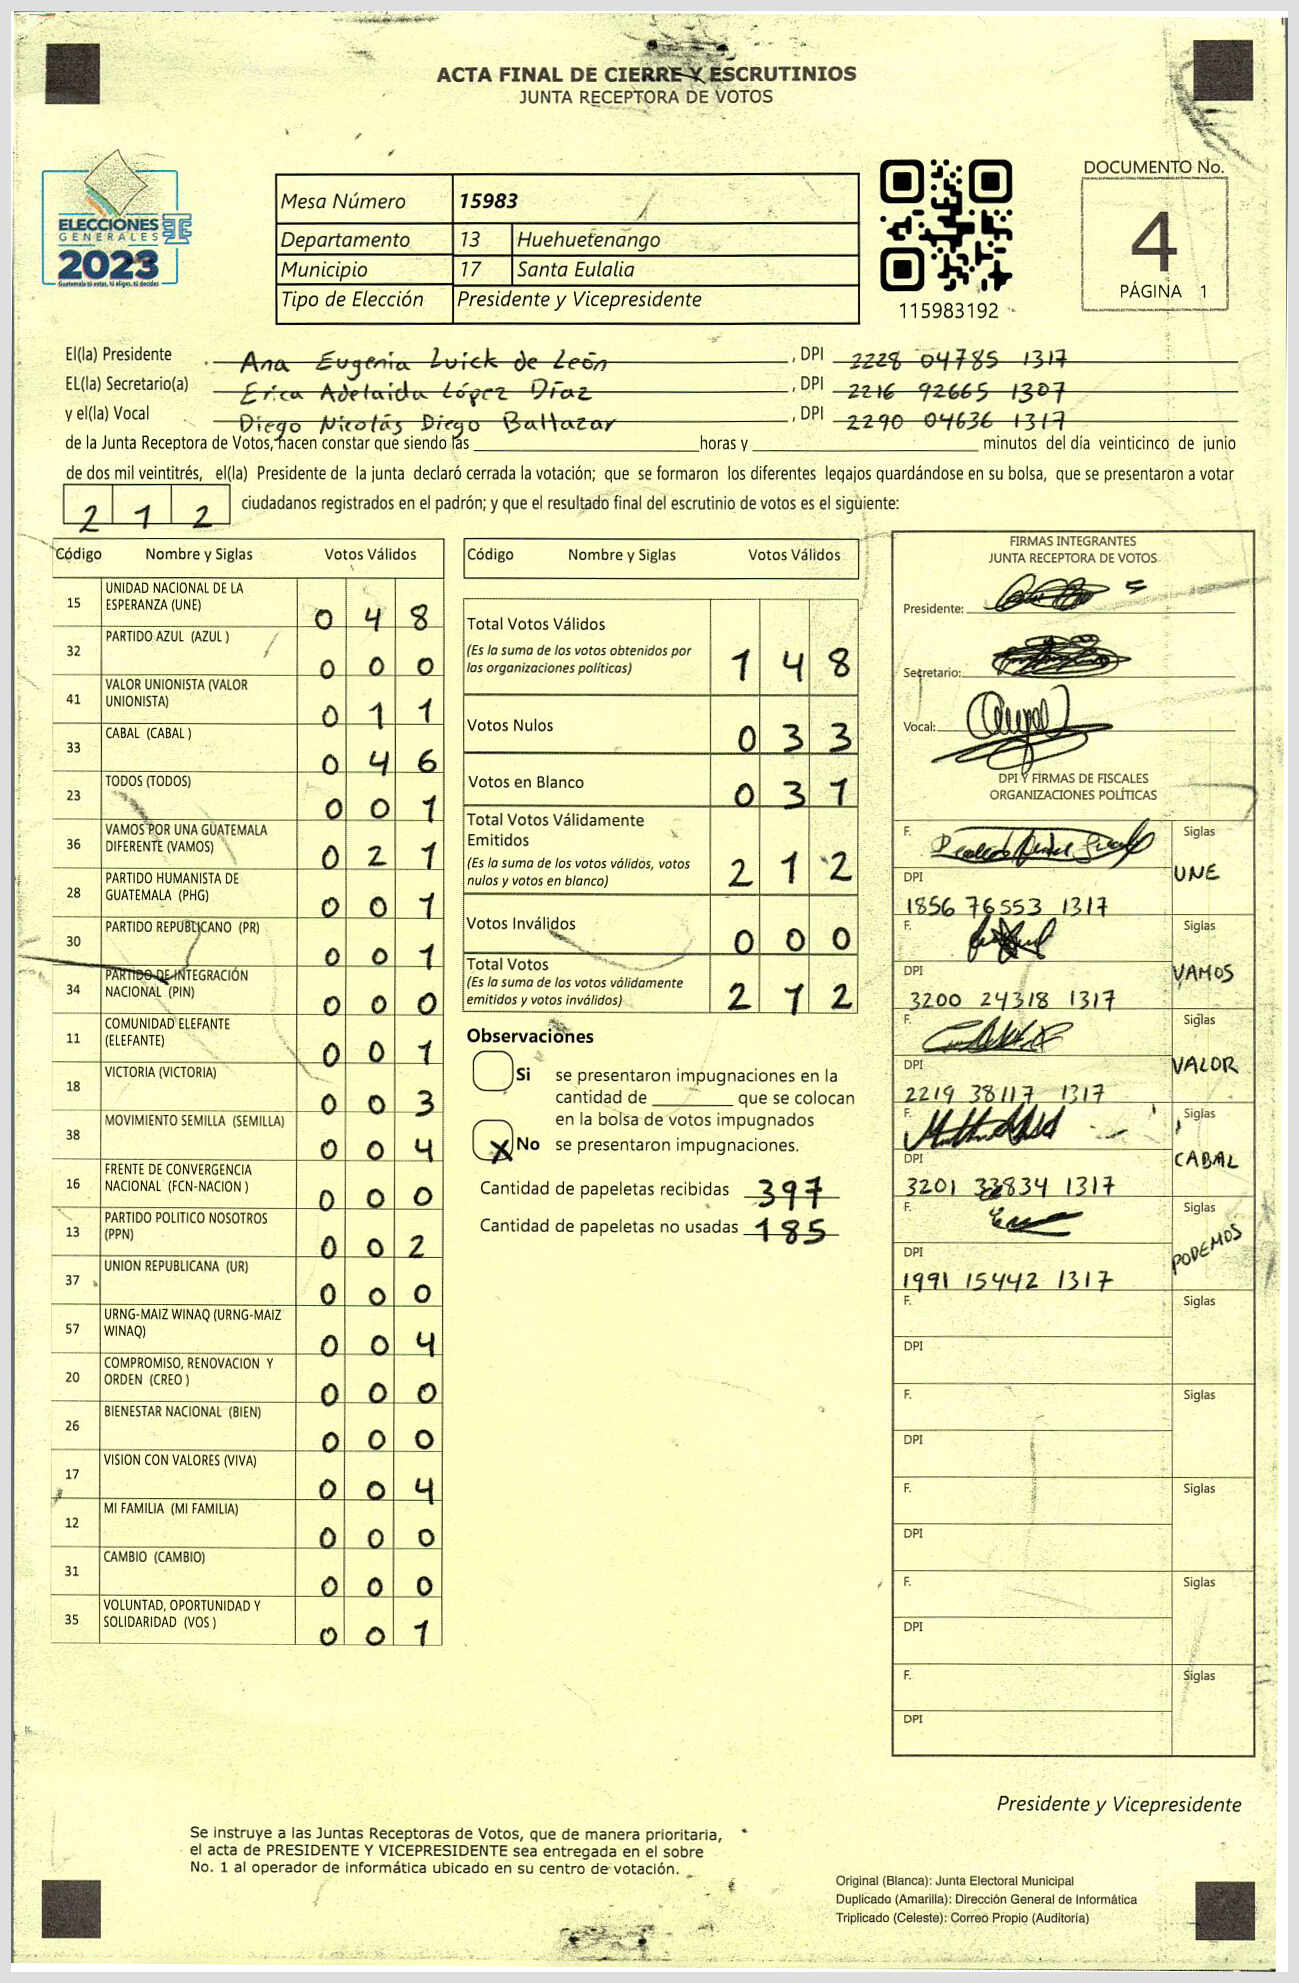 ACTA FINAL DE CIERRE Y ESCRUTINIOS
JUNTA RECEPTORA DE VOTOS
ELECCIONES
GENERALES
2023
Guatemala tú votas, tú eliges, tú decides
Mesa Número 15983
Departamento 13 Huehuetenango
Municipio 17 Santa Eulalia
Tipo de Elección Presidente y Vicepresidente
115983192
DOCUMENTO No.
4
PÁGINA 1
El(la) Presidente Ana Eugenia Luick de León , DPI 2228 04785 1317
EL(la) Secretario(a) Erica Adelaida López Díaz , DPI 2216 92665 1307
y el(la) Vocal Diego Nicolás Diego Baltazar , DPI 2290 04636 1317
de la Junta Receptora de Votos, hacen constar que siendo las horas y minutos del día veinticinco de junio
de dos mil veintitrés, el(la) Presidente de la junta declaró cerrada la votación; que se formaron los diferentes legajos quardándose en su bolsa, que se presentaron a votar
212 ciudadanos registrados en el padrón; y que el resultado final del escrutinio de votos es el siguiente:
Código Nombre y Siglas Votos Válidos
15 UNIDAD NACIONAL DE LA ESPERANZA (UNE) 0 4 8
32 PARTIDO AZUL (AZUL ) 0 0 0
41 VALOR UNIONISTA (VALOR UNIONISTA) 0 1 1
33 CABAL (CABAL ) 0 4 6
23 TODOS (TODOS) 0 0 1
36 VAMOS POR UNA GUATEMALA DIFERENTE (VAMOS) 0 2 1
28 PARTIDO HUMANISTA DE GUATEMALA (PHG) 0 0 1
30 PARTIDO REPUBLICANO (PR) 0 0 1
34 PARTIDO DE INTEGRACIÓN NACIONAL (PIN) 0 0 0
11 COMUNIDAD ELEFANTE (ELEFANTE) 0 0 1
18 VICTORIA (VICTORIA) 0 0 3
38 MOVIMIENTO SEMILLA (SEMILLA) 0 0 4
16 FRENTE DE CONVERGENCIA NACIONAL (FCN-NACION ) 0 0 0
13 PARTIDO POLITICO NOSOTROS (PPN) 0 0 2
37 UNION REPUBLICANA (UR) 0 0 0
57 URNG-MAIZ WINAQ (URNG-MAIZ WINAQ) 0 0 4
20 COMPROMISO, RENOVACION Y ORDEN (CREO ) 0 0 0
26 BIENESTAR NACIONAL (BIEN) 0 0 0
17 VISION CON VALORES (VIVA) 0 0 4
12 MI FAMILIA (MI FAMILIA) 0 0 0
31 CAMBIO (CAMBIO) 0 0 0
35 VOLUNTAD, OPORTUNIDAD Y SOLIDARIDAD (VOS ) 0 0 1
Código Nombre y Siglas Votos Válidos
Total Votos Válidos 1 4 8
(Es la suma de los votos obtenidos por
las organizaciones políticas)
Votos Nulos 0 3 3
Votos en Blanco 0 3 1
Total Votos Válidamente
Emitidos 2 1 2
(Es la suma de los votos válidos, votos
nulos y votos en blanco)
Votos Inválidos 0 0 0
Total Votos 2 1 2
(Es la suma de los votos válidamente
emitidos y votos inválidos)
Observaciones
Si se presentaron impugnaciones en la
cantidad de que se colocan
en la bolsa de votos impugnados
X No se presentaron impugnaciones.
Cantidad de papeletas recibidas 397
Cantidad de papeletas no usadas 185
FIRMAS INTEGRANTES
JUNTA RECEPTORA DE VOTOS
Presidente:
Secretario:
Vocal:
DPI Y FIRMAS DE FISCALES
ORGANIZACIONES POLÍTICAS
F. Siglas UNE
DPI 1856 76553 1317
F. Siglas VAMOS
DPI 3200 24318 1317
F. Siglas VALOR
DPI 2219 38117 1317
F. Siglas CABAL
DPI 3201 1317
F. Siglas PODEMOS
DPI 1991 15442 1317
F. Siglas
DPI
F. Siglas
DPI
F. Siglas
DPI
F. Siglas
DPI
F. Siglas
DPI
Presidente y Vicepresidente
Se instruye a las Juntas Receptoras de Votos, que de manera prioritaria,
el acta de PRESIDENTE Y VICEPRESIDENTE sea entregada en el sobre
No. 1 al operador de informática ubicado en su centro de votación.
Original (Blanca): Junta Electoral Municipal
Duplicado (Amarilla): Dirección General de Informática
Triplicado (Celeste): Correo Propio (Auditoría)